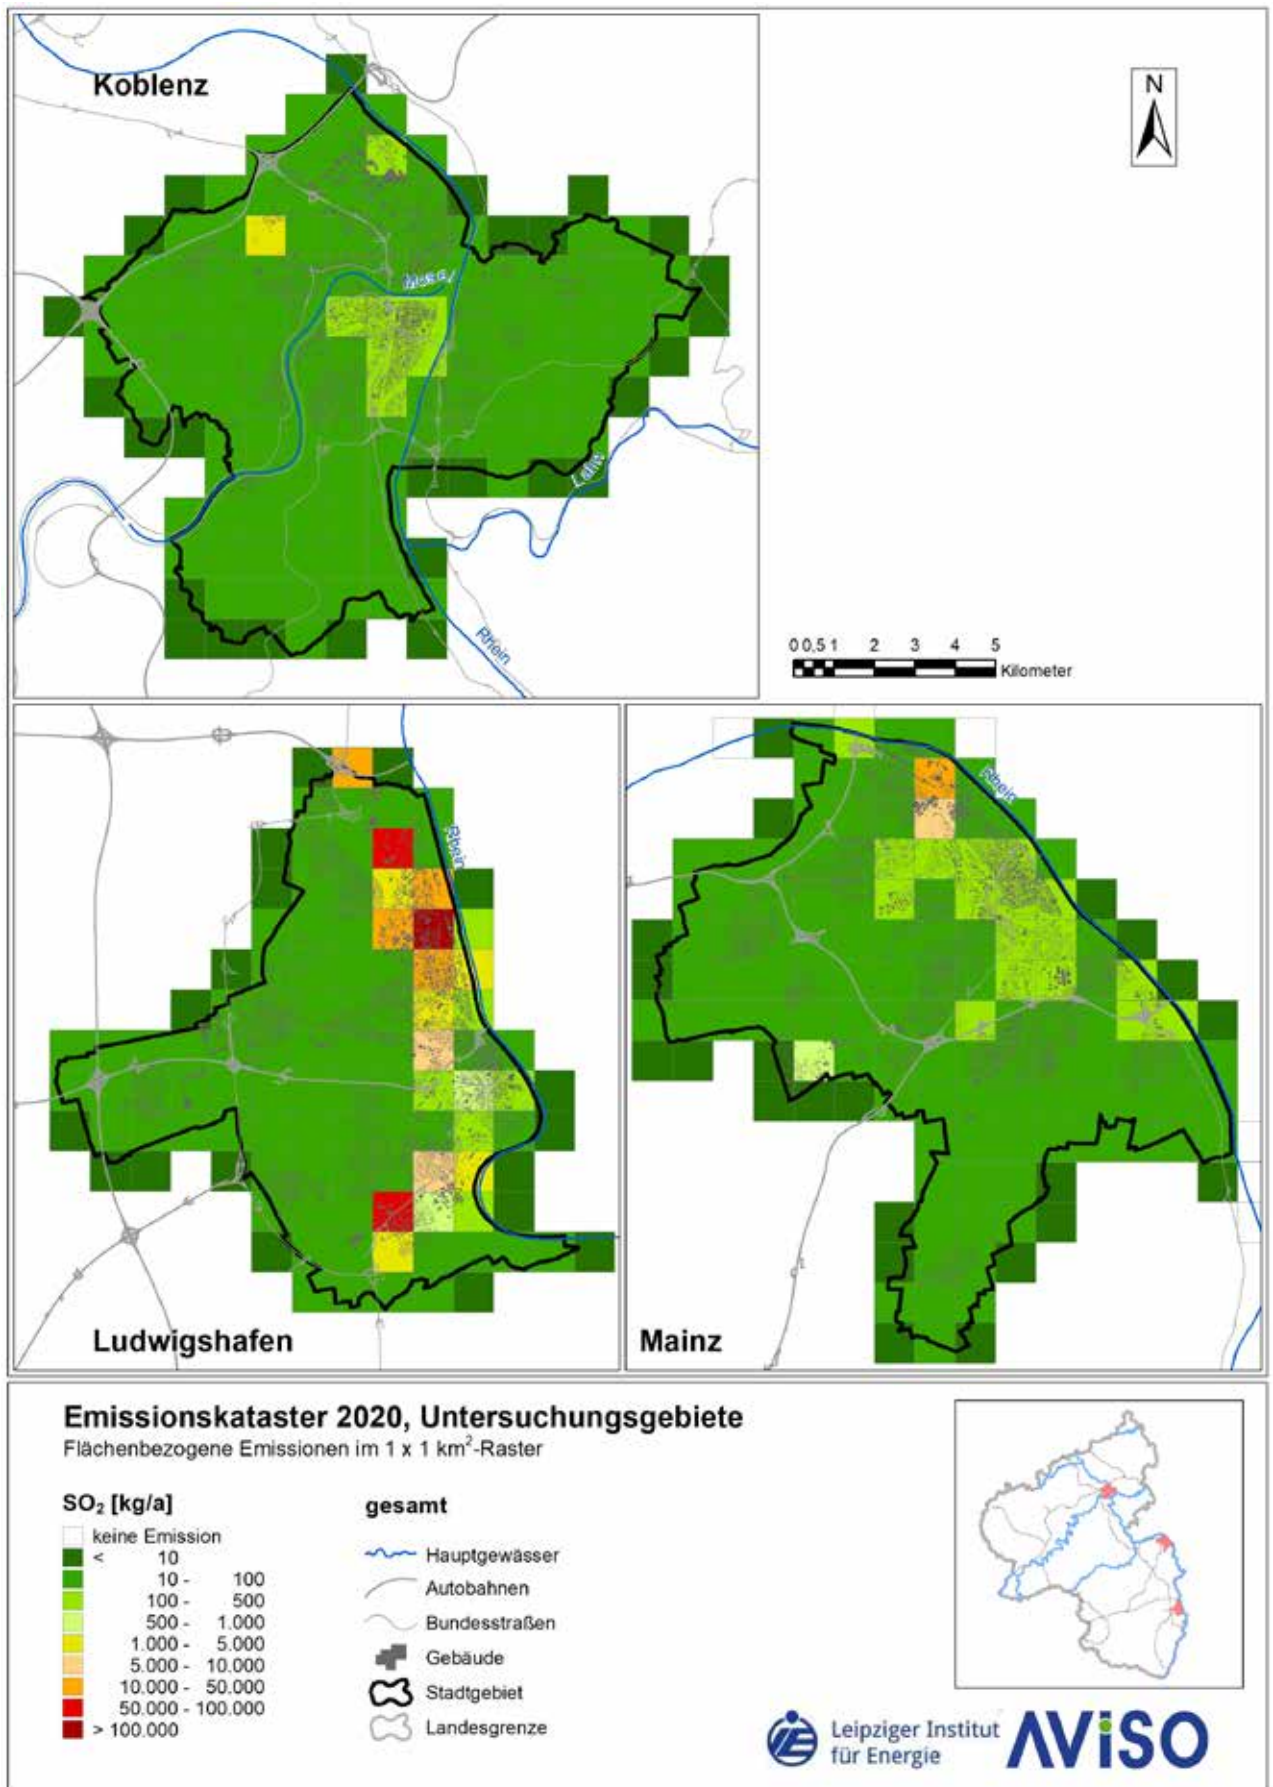 Koblenz
N
Mosel
Lahn
Rhein
0 0,5 1 2 3 4 5
Kilometer
Rhein
Ludwigshafen
Rhein
Mainz
Emissionskataster 2020, Untersuchungsgebiete
Flächenbezogene Emissionen im 1 x 1 km²-Raster
SO₂ [kg/a]
keine Emission
< 10
10 - 100
100 - 500
500 - 1.000
1.000 - 5.000
5.000 - 10.000
10.000 - 50.000
50.000 - 100.000
> 100.000
gesamt
Hauptgewässer
Autobahnen
Bundesstraßen
Gebäude
Stadtgebiet
Landesgrenze
Leipziger Institut
für Energie
AVISO